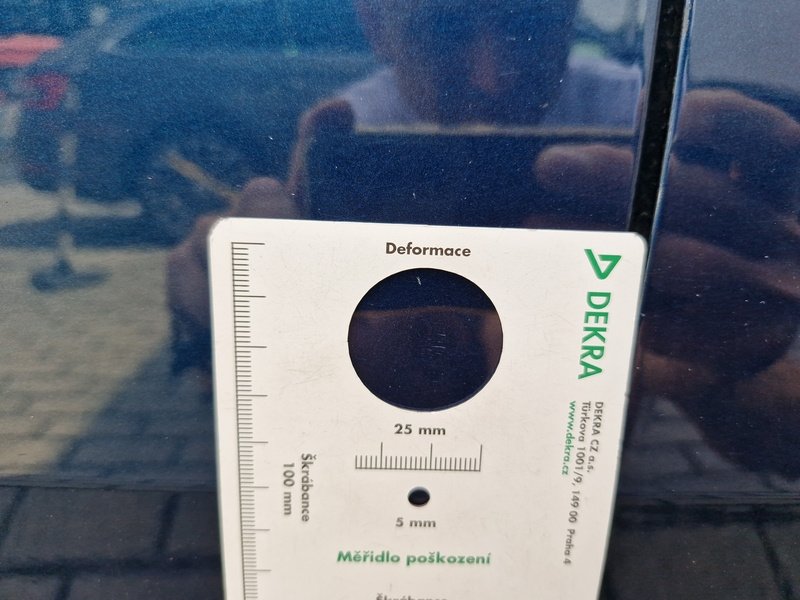 Deformace
DEKRA
DEKRA CZ a.s.
Türkova 1001/9, 149 00 Praha 4
www.dekra.cz
25 mm
5 mm
Škrábance
100 mm
Měřidlo poškození
Škrábance